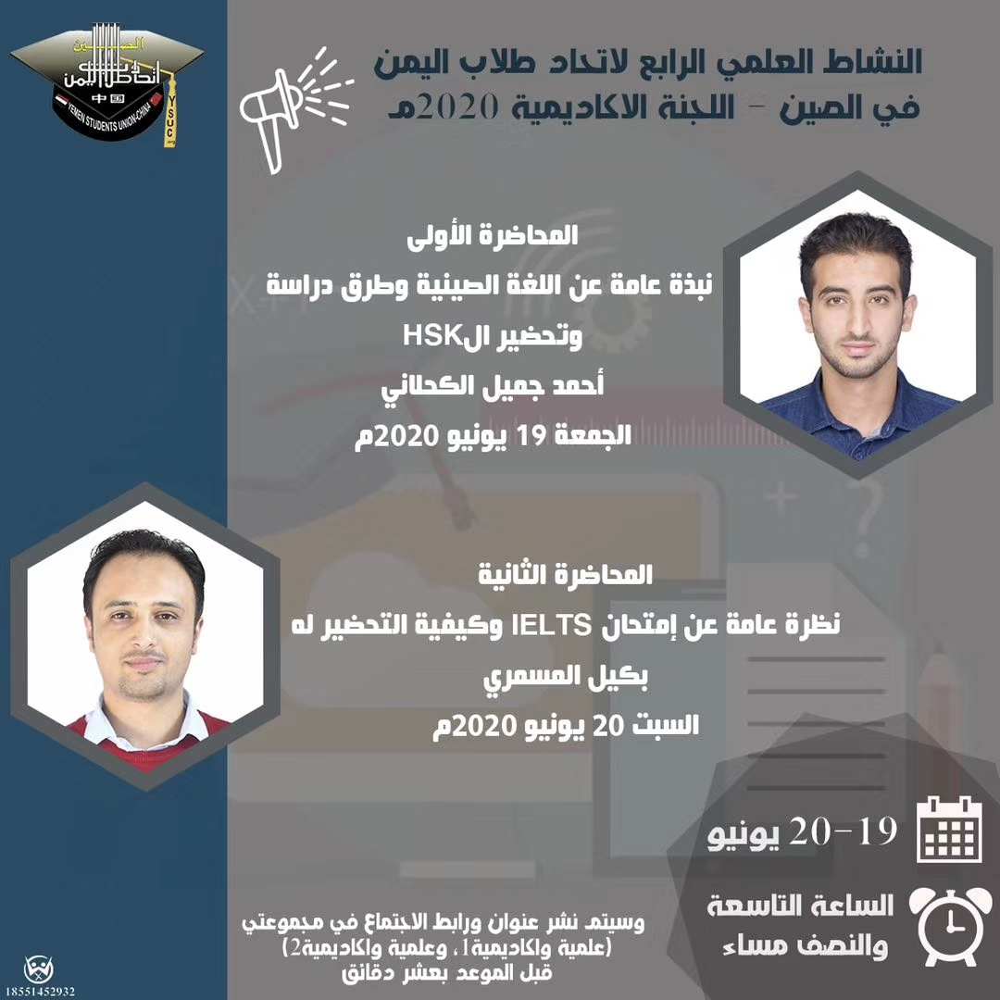 الصين
اتحاد طلاب اليمن
中国
YEMEN STUDENTS UNION-CHINA
YSUC
.org
النشاط العلمي الرابع لاتحاد طلاب اليمن
في الصين - اللجنة الاكاديمية 2020مـ
المحاضرة الأولى
نبذة عامة عن اللغة الصينية وطرق دراسة
وتحضير الHSK
أحمد جميل الكحلاني
الجمعة 19 يونيو 2020م
المحاضرة الثانية
نظرة عامة عن إمتحان IELTS وكيفية التحضير له
بكيل المسمري
السبت 20 يونيو 2020م
19-20 يونيو
الساعة التاسعة
والنصف مساء
وسيتم نشر عنوان ورابط الاجتماع في مجموعتي
(علمية واكاديمية1، وعلمية واكاديمية2)
قبل الموعد بعشر دقائق
18551452932